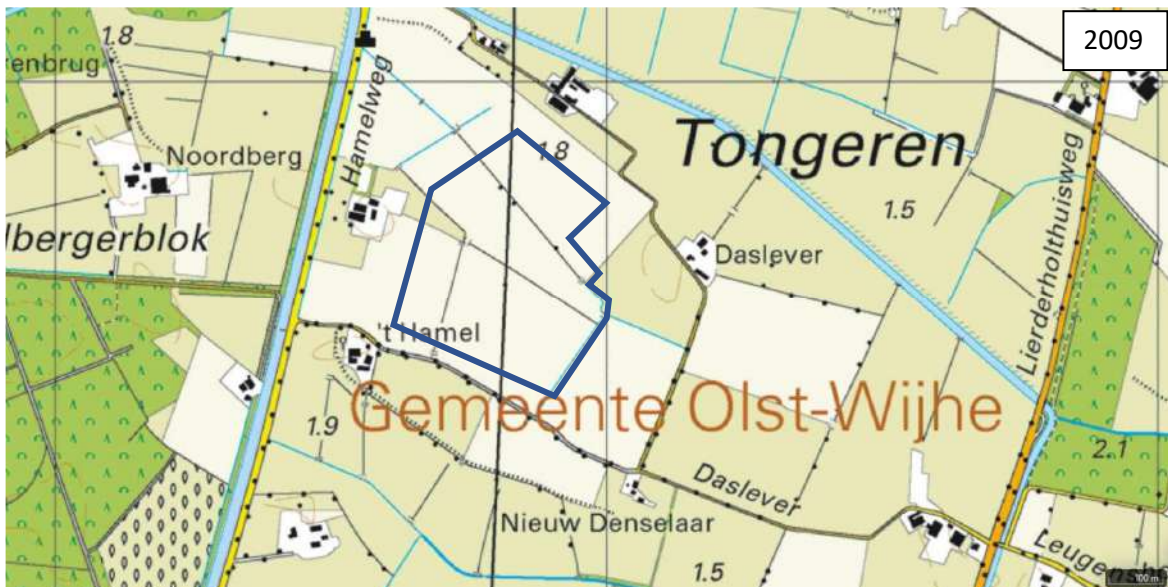 2009
1.8
renbrug
Hamelweg
Noordberg
1.8
Tongeren
Lierderholthuisweg
1.5
lbergerblok
Daslever
't Hamel
Gemeente Olst-Wijhe
1.9
2.1
Daslever
Nieuw Denselaar
1.5
100 m